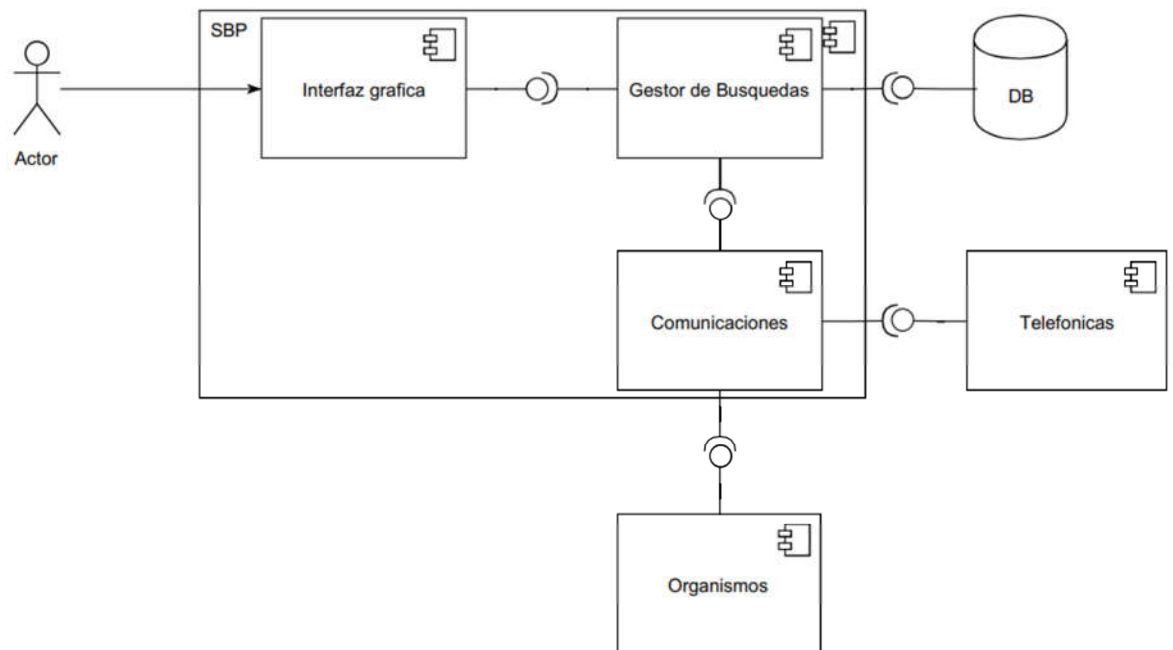 SBP
Interfaz grafica
Gestor de Busquedas
DB
Actor
Comunicaciones
Telefonicas
Organismos